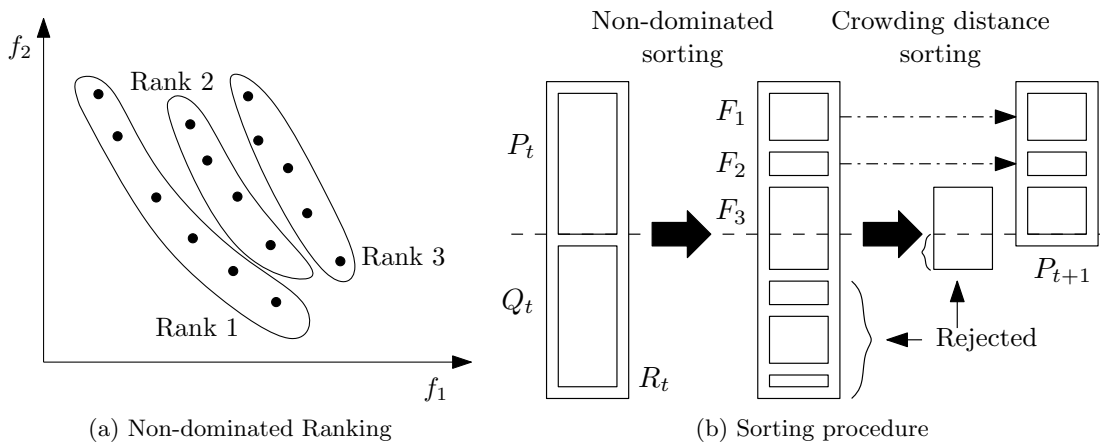 f₂
Rank 2
Rank 3
Rank 1
f₁
(a) Non-dominated Ranking
Non-dominated
sorting
Crowding distance
sorting
Pₜ
Qₜ
Rₜ
F₁
F₂
F₃
Pₜ₊₁
Rejected
(b) Sorting procedure